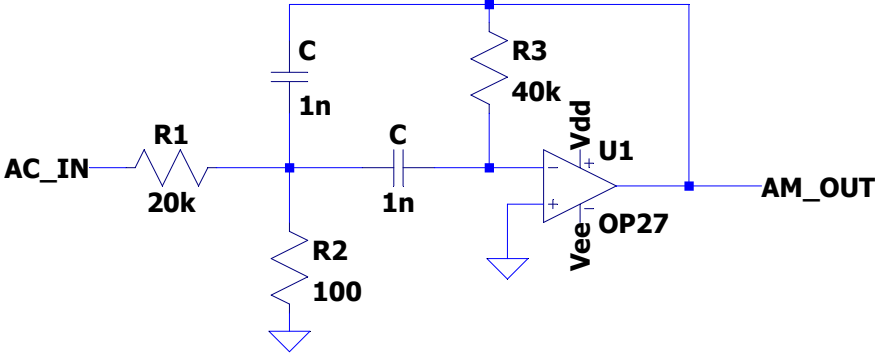 C
1n
R3
40k
R1
AC_IN
20k
C
1n
Vdd
U1
+
−
+
−
AM_OUT
Vee
OP27
R2
100